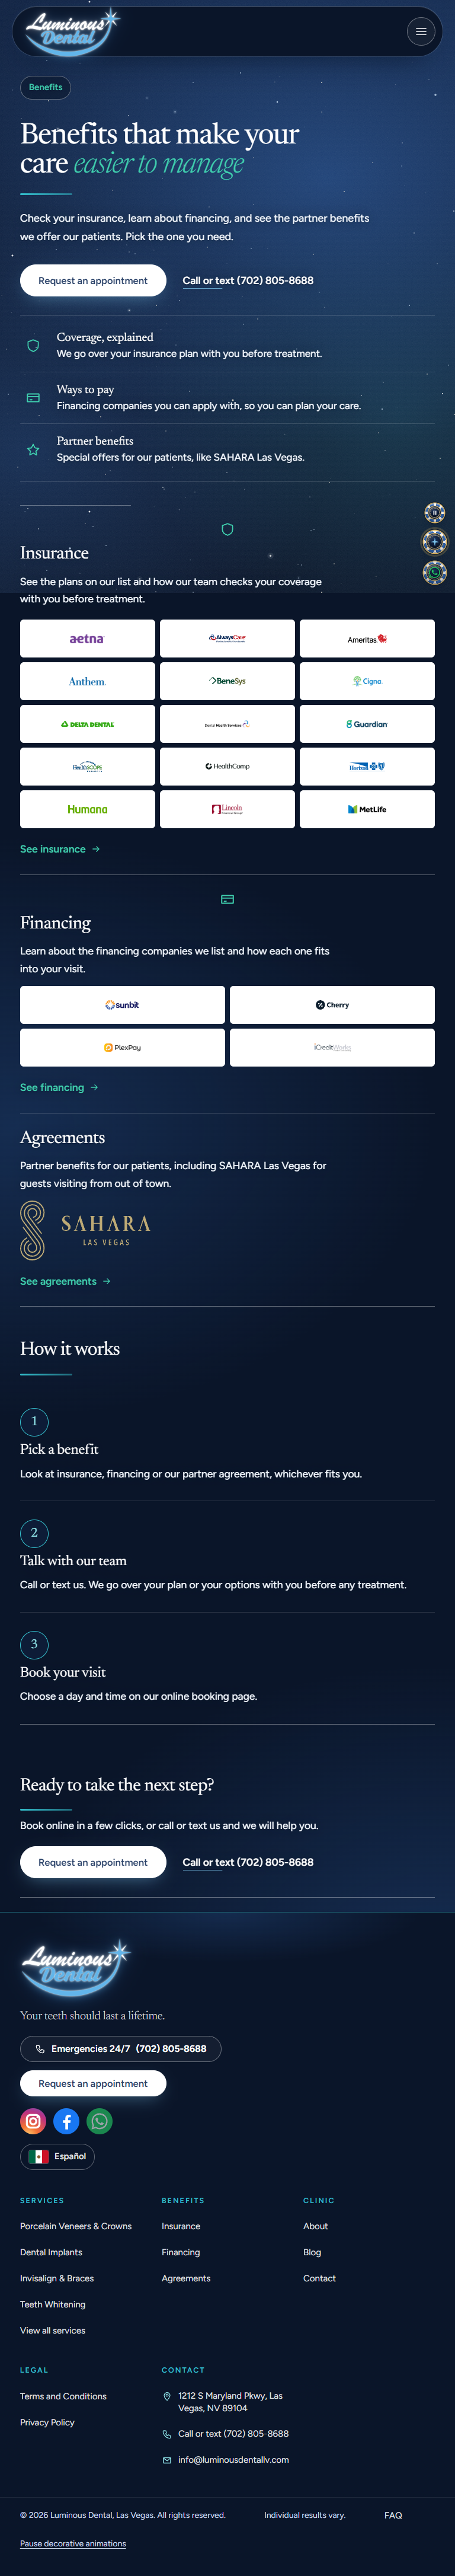 Luminous
Dental
Benefits
Benefits that make your
care easier to manage
Check your insurance, learn about financing, and see the partner benefits
we offer our patients. Pick the one you need.
Request an appointment
Call or text (702) 805-8688
Coverage, explained
We go over your insurance plan with you before treatment.
Ways to pay
Financing companies you can apply with, so you can plan your care.
Partner benefits
Special offers for our patients, like SAHARA Las Vegas.
Insurance
See the plans on our list and how our team checks your coverage
with you before treatment.
aetna
AlwaysCare
Ameritas
Anthem
BeneSys
Cigna
DELTA DENTAL
Dental Health Services
Guardian
HealthSCOPE
BENEFITS
HealthComp
Horizon
Humana
Lincoln
Financial Group
MetLife
See insurance →
Financing
Learn about the financing companies we list and how each one fits
into your visit.
sunbit
Cherry
PlexPay
iCreditWorks
See financing →
Agreements
Partner benefits for our patients, including SAHARA Las Vegas for
guests visiting from out of town.
SAHARA
LAS VEGAS
See agreements →
How it works
1
Pick a benefit
Look at insurance, financing or our partner agreement, whichever fits you.
2
Talk with our team
Call or text us. We go over your plan or your options with you before any treatment.
3
Book your visit
Choose a day and time on our online booking page.
Ready to take the next step?
Book online in a few clicks, or call or text us and we will help you.
Request an appointment
Call or text (702) 805-8688
Luminous
Dental
Your teeth should last a lifetime.
Emergencies 24/7 (702) 805-8688
Request an appointment
Español
SERVICES
Porcelain Veneers & Crowns
Dental Implants
Invisalign & Braces
Teeth Whitening
View all services
BENEFITS
Insurance
Financing
Agreements
CLINIC
About
Blog
Contact
LEGAL
Terms and Conditions
Privacy Policy
CONTACT
1212 S Maryland Pkwy, Las
Vegas, NV 89104
Call or text (702) 805-8688
info@luminousdentallv.com
© 2026 Luminous Dental, Las Vegas. All rights reserved.
Individual results vary.
FAQ
Pause decorative animations